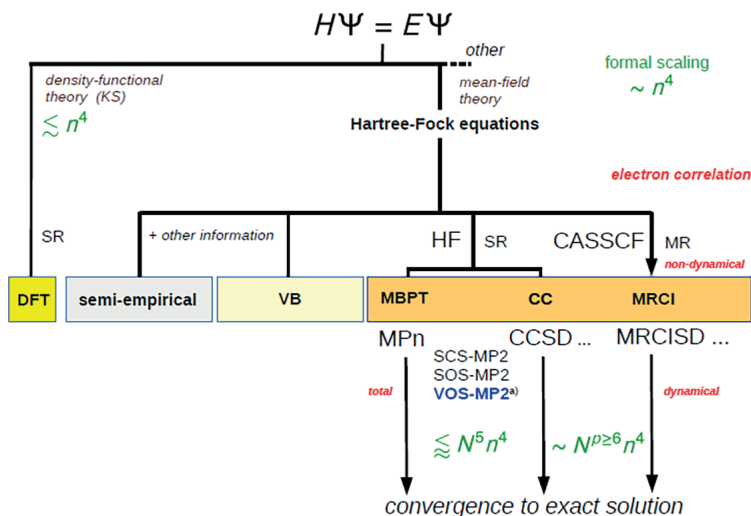 HΨ = EΨ
other
density-functional
theory (KS)
≲ n⁴
mean-field
theory
formal scaling
~ n⁴
Hartree-Fock equations
electron correlation
SR
+ other information
HF
SR
CASSCF
MR
non-dynamical
DFT
semi-empirical
VB
MBPT
CC
MRCI
MPn
CCSD ...
MRCISD ...
SCS-MP2
SOS-MP2
VOS-MP2ᵃ⁾
total
dynamical
≲ N⁵n⁴
~ Nᵖ≥⁶n⁴
convergence to exact solution